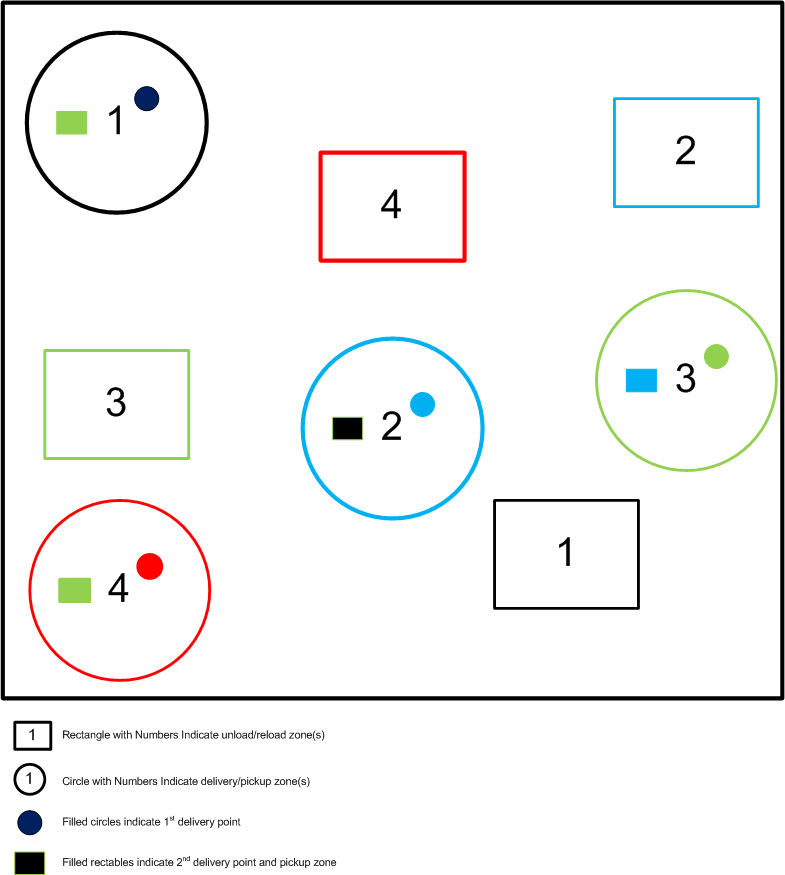 1
2
4
3
3
2
1
4
1 Rectangle with Numbers Indicate unload/reload zone(s)
1 Circle with Numbers Indicate delivery/pickup zone(s)
Filled circles indicate 1st delivery point
Filled rectables indicate 2nd delivery point and pickup zone